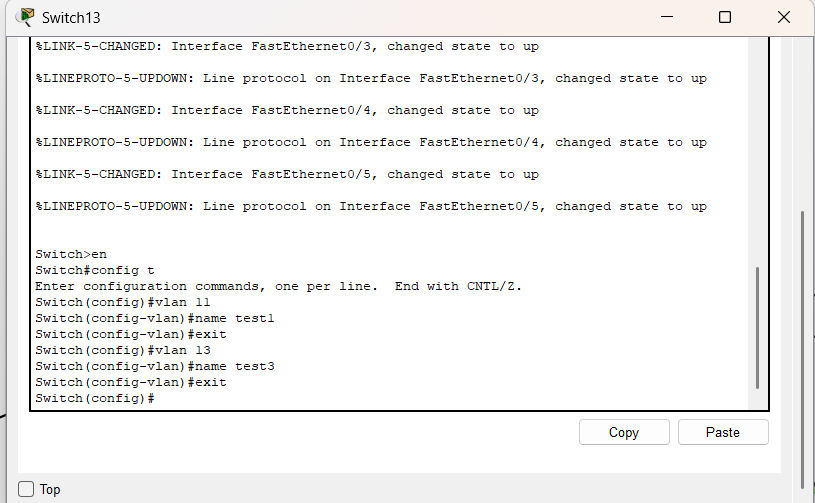 Switch13
%LINK-5-CHANGED: Interface FastEthernet0/3, changed state to up
%LINEPROTO-5-UPDOWN: Line protocol on Interface FastEthernet0/3, changed state to up
%LINK-5-CHANGED: Interface FastEthernet0/4, changed state to up
%LINEPROTO-5-UPDOWN: Line protocol on Interface FastEthernet0/4, changed state to up
%LINK-5-CHANGED: Interface FastEthernet0/5, changed state to up
%LINEPROTO-5-UPDOWN: Line protocol on Interface FastEthernet0/5, changed state to up
Switch>en
Switch#config t
Enter configuration commands, one per line.  End with CNTL/Z.
Switch(config)#vlan 11
Switch(config-vlan)#name test1
Switch(config-vlan)#exit
Switch(config)#vlan 13
Switch(config-vlan)#name test3
Switch(config-vlan)#exit
Switch(config)#
Copy Paste
Top